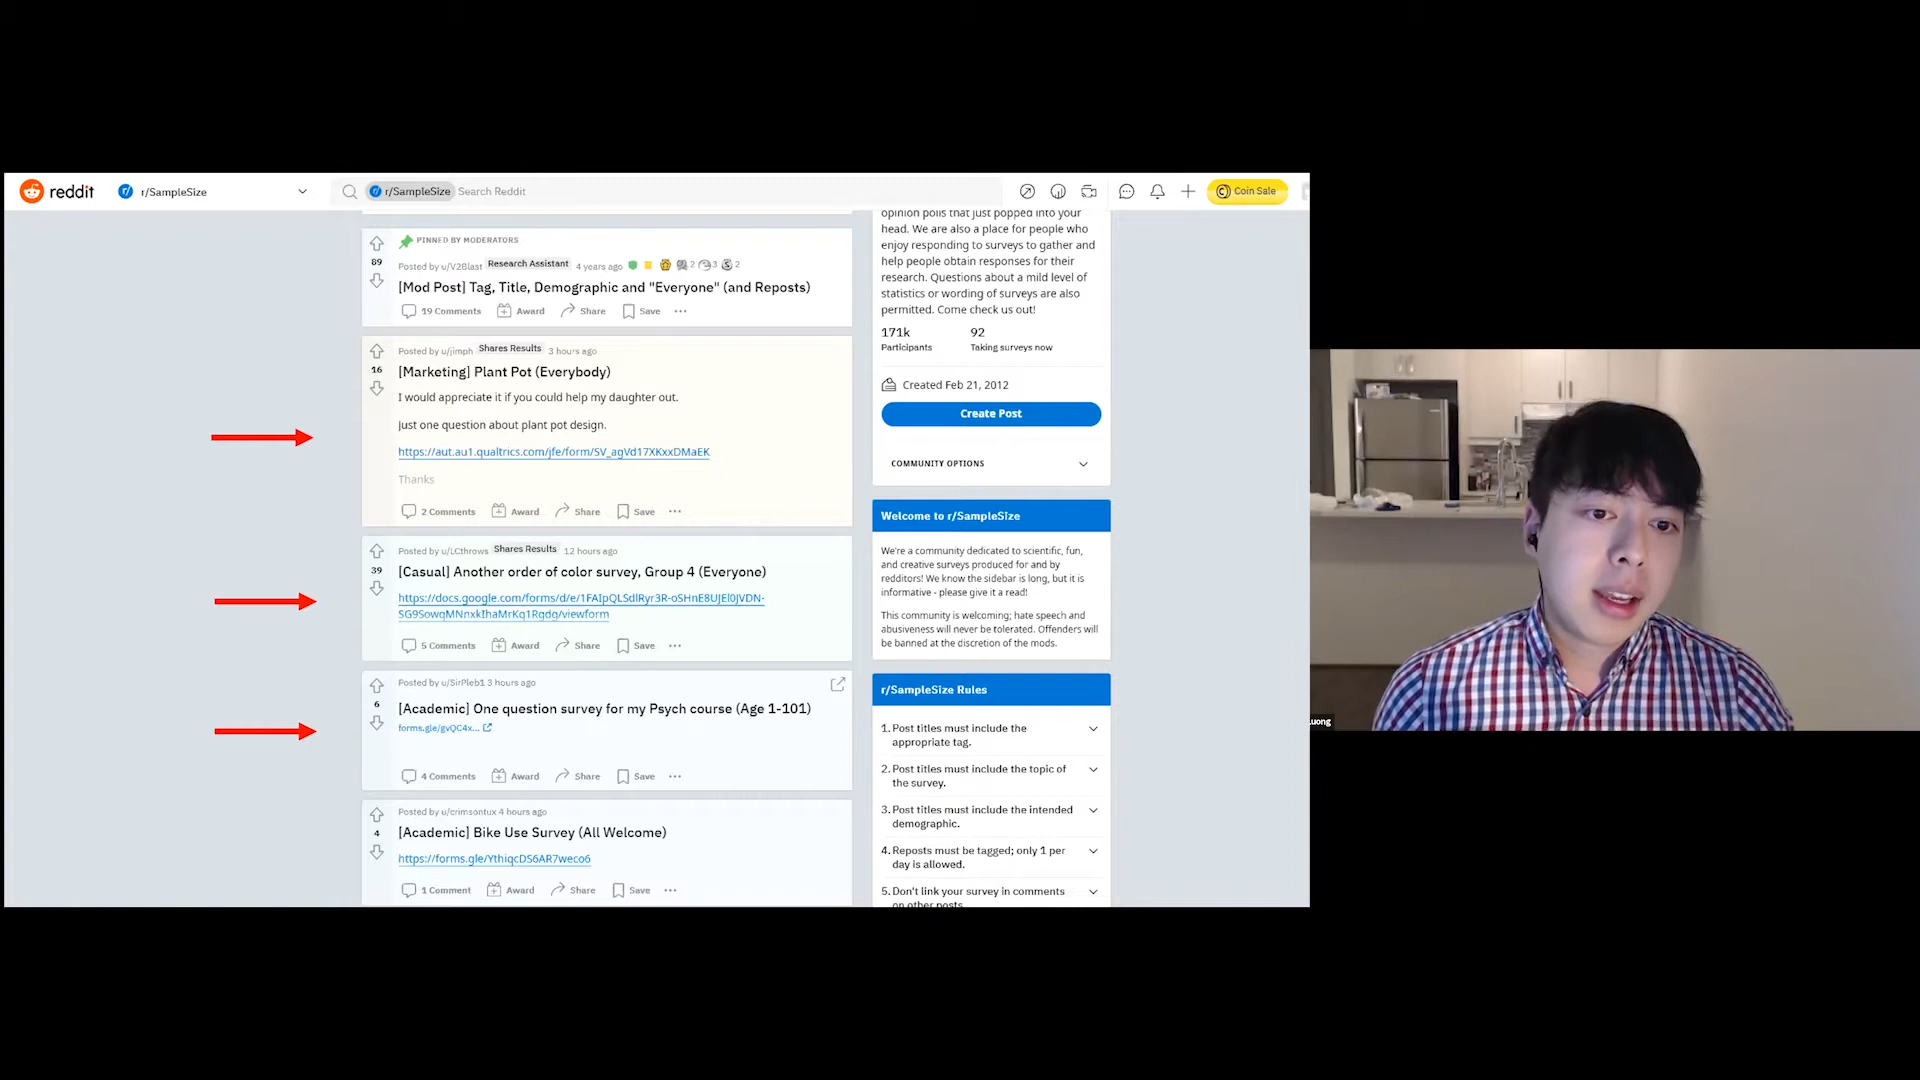 reddit
r/SampleSize
r/SampleSize Search Reddit
Coin Sale
PINNED BY MODERATORS
89
Posted by u/V2Blast Research Assistant 4 years ago 2 3 2
[Mod Post] Tag, Title, Demographic and "Everyone" (and Reposts)
19 Comments Award Share Save
16
Posted by u/jimph Shares Results 3 hours ago
[Marketing] Plant Pot (Everybody)
I would appreciate it if you could help my daughter out.
Just one question about plant pot design.
https://aut.au1.qualtrics.com/jfe/form/SV_agVd17XKxxDMaEK
Thanks
2 Comments Award Share Save
39
Posted by u/LCthrows Shares Results 12 hours ago
[Casual] Another order of color survey, Group 4 (Everyone)
5 Comments Award Share Save
6
Posted by u/SirPleb1 3 hours ago
[Academic] One question survey for my Psych course (Age 1-101)
forms.gle/gvQC4x...
4 Comments Award Share Save
4
Posted by u/crimsontux 4 hours ago
[Academic] Bike Use Survey (All Welcome)
https://forms.gle/YthiqcDS6AR7weco6
1 Comment Award Share Save
opinion polls that just popped into your
head. We are also a place for people who
enjoy responding to surveys to gather and
help people obtain responses for their
research. Questions about a mild level of
statistics or wording of surveys are also
permitted. Come check us out!
171k 92
Participants Taking surveys now
Created Feb 21, 2012
Create Post
COMMUNITY OPTIONS
Welcome to r/SampleSize
We're a community dedicated to scientific, fun,
and creative surveys produced for and by
redditors! We know the sidebar is long, but it is
informative - please give it a read!
This community is welcoming; hate speech and
abusiveness will never be tolerated. Offenders will
be banned at the discretion of the mods.
r/SampleSize Rules
1. Post titles must include the
appropriate tag.
2. Post titles must include the topic of
the survey.
3. Post titles must include the intended
demographic.
4. Reposts must be tagged; only 1 per
day is allowed.
5. Don't link your survey in comments
on other posts.
uong